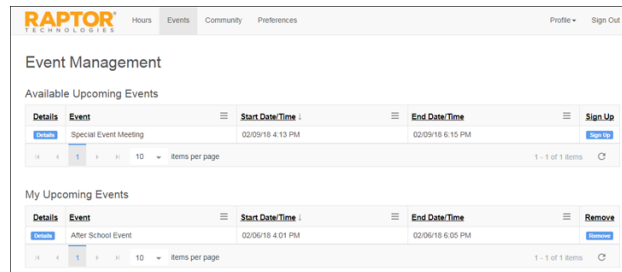 RAPTOR®
TECHNOLOGIES
Hours Events Community Preferences Profile Sign Out
Event Management
Available Upcoming Events
Details Event Start Date/Time ↓ End Date/Time Sign Up
Details Special Event Meeting 02/09/18 4:13 PM 02/09/18 6:15 PM Sign Up
1 10 items per page 1 - 1 of 1 items
My Upcoming Events
Details Event Start Date/Time ↓ End Date/Time Remove
Details After School Event 02/06/18 4:01 PM 02/06/18 6:05 PM Remove
1 10 items per page 1 - 1 of 1 items